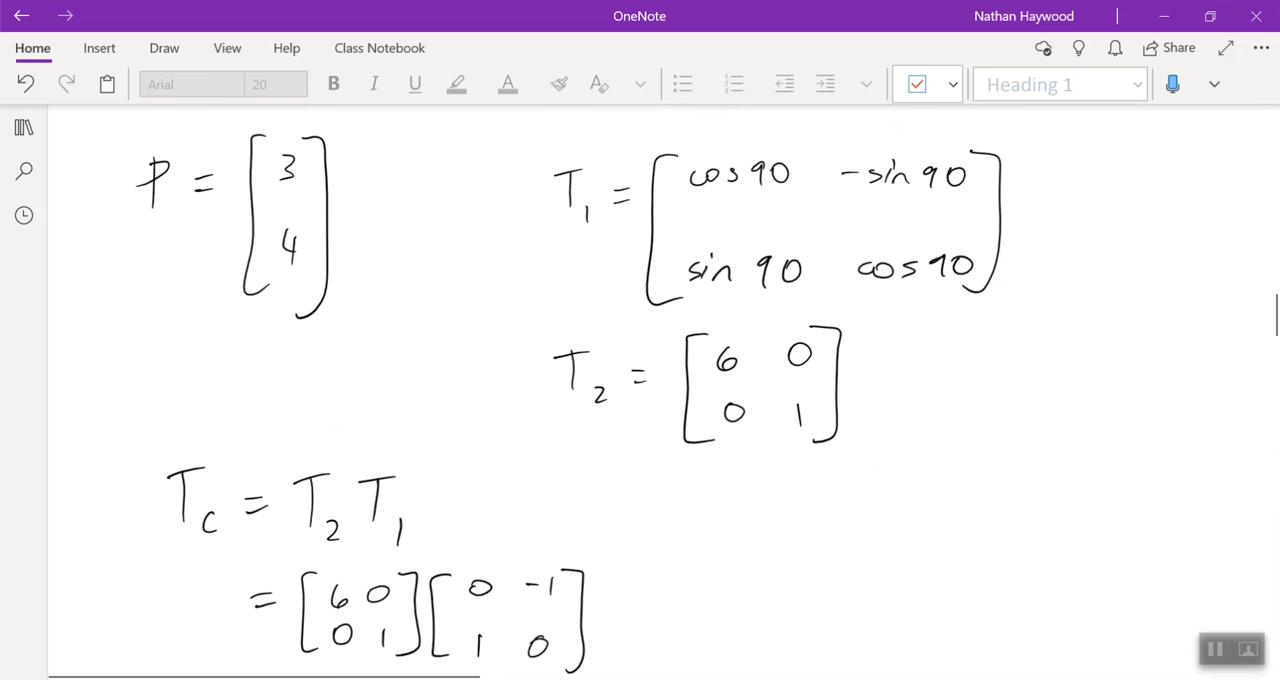 OneNote
Nathan Haywood
Home Insert Draw View Help Class Notebook
Share
Arial 20 B I U A A Heading 1
P = [ 3
4 ]
T₁ = [ cos 90 -sin 90
sin 90 cos 90 ]
T₂ = [ 6 0
0 1 ]
T_C = T₂ T₁
= [ 6 0
0 1 ] [ 0 -1
1 0 ]